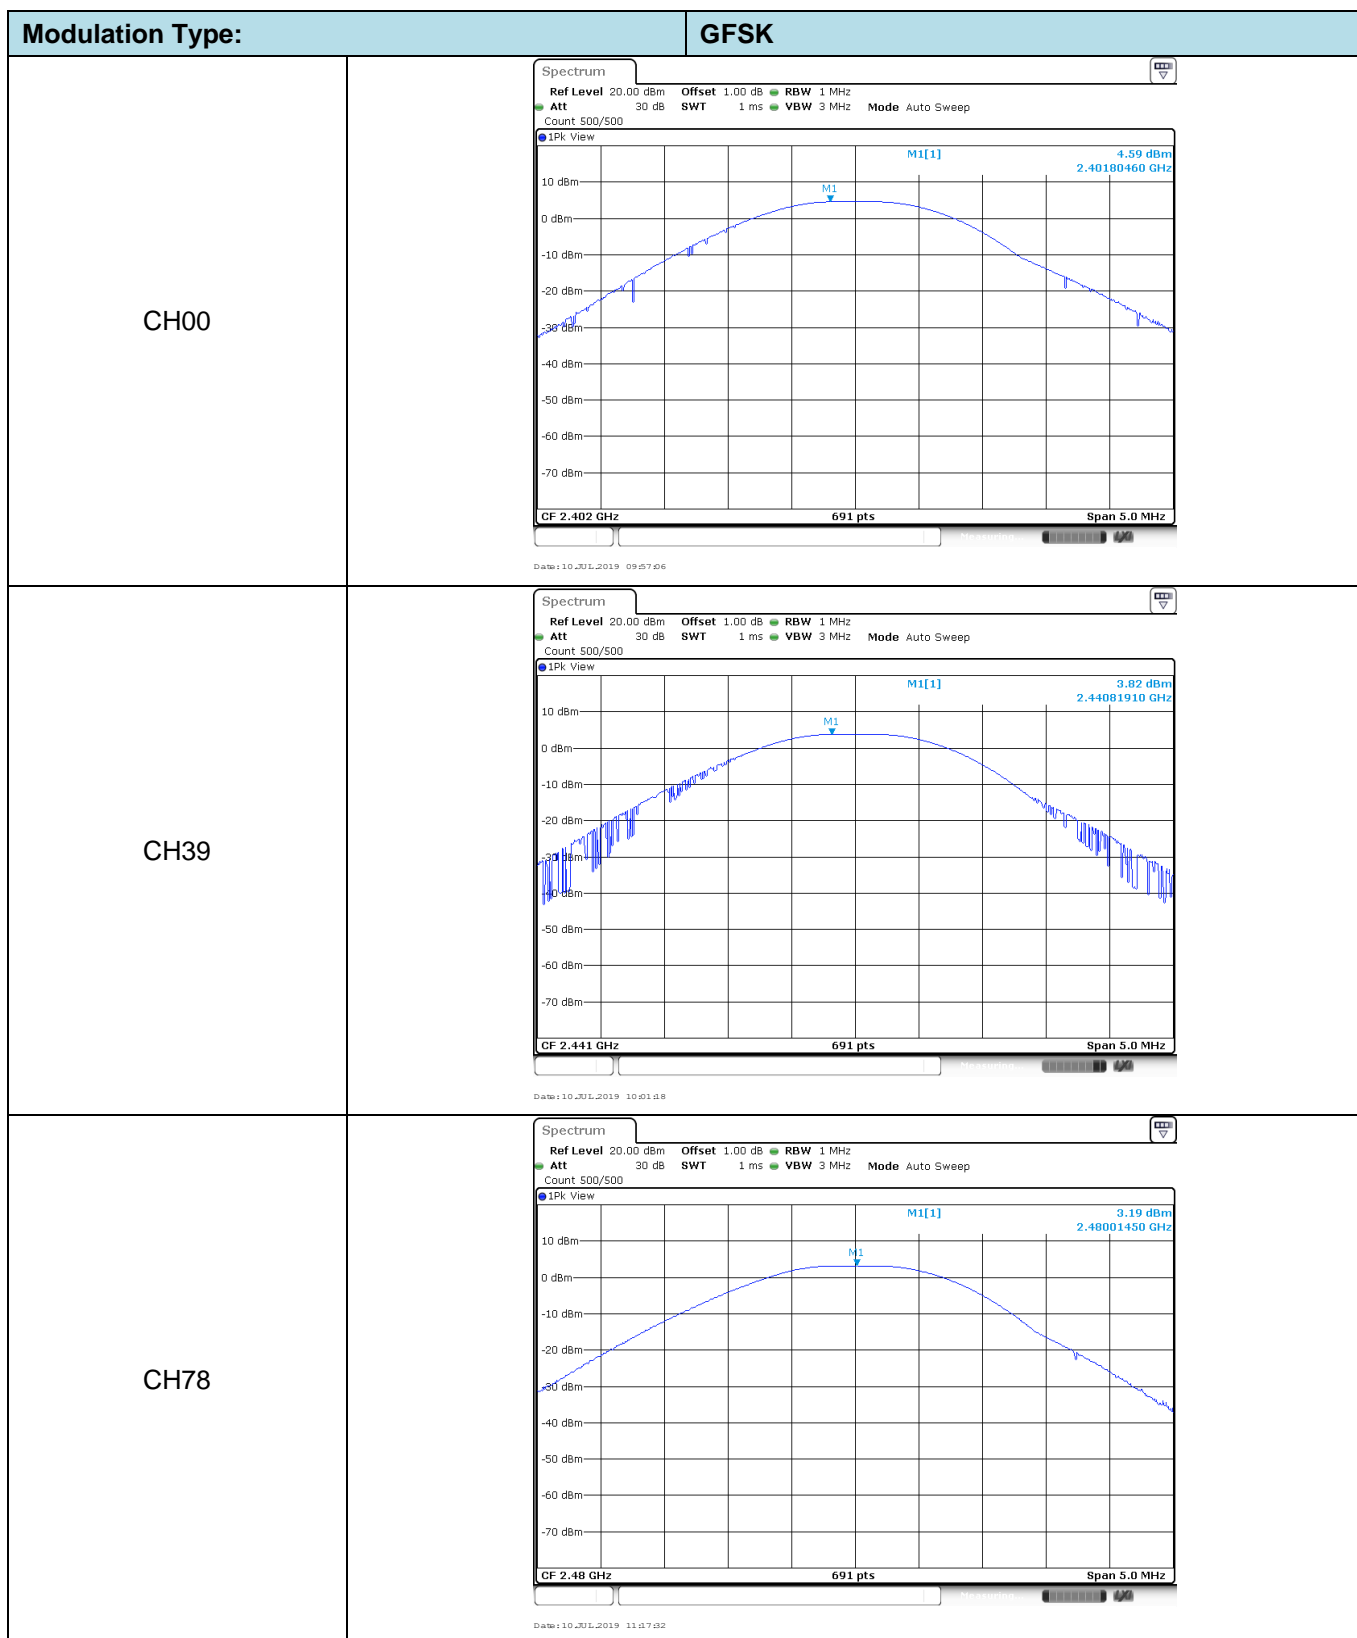 Modulation Type: GFSK
CH00
Spectrum
Ref Level 20.00 dBm Offset 1.00 dB RBW 1 MHz
Att 30 dB SWT 1 ms VBW 3 MHz Mode Auto Sweep
Count 500/500
1Pk View
M1[1] 4.59 dBm
2.40180460 GHz
10 dBm
M1
0 dBm
-10 dBm
-20 dBm
-30 dBm
-40 dBm
-50 dBm
-60 dBm
-70 dBm
CF 2.402 GHz 691 pts Span 5.0 MHz
Measuring...
Date: 10.JUL.2019 09:57:06
CH39
Spectrum
Ref Level 20.00 dBm Offset 1.00 dB RBW 1 MHz
Att 30 dB SWT 1 ms VBW 3 MHz Mode Auto Sweep
Count 500/500
1Pk View
M1[1] 3.82 dBm
2.44081910 GHz
10 dBm
M1
0 dBm
-10 dBm
-20 dBm
-30 dBm
-40 dBm
-50 dBm
-60 dBm
-70 dBm
CF 2.441 GHz 691 pts Span 5.0 MHz
Measuring...
Date: 10.JUL.2019 10:01:18
CH78
Spectrum
Ref Level 20.00 dBm Offset 1.00 dB RBW 1 MHz
Att 30 dB SWT 1 ms VBW 3 MHz Mode Auto Sweep
Count 500/500
1Pk View
M1[1] 3.19 dBm
2.48001450 GHz
10 dBm
M1
0 dBm
-10 dBm
-20 dBm
-30 dBm
-40 dBm
-50 dBm
-60 dBm
-70 dBm
CF 2.48 GHz 691 pts Span 5.0 MHz
Measuring...
Date: 10.JUL.2019 11:17:32